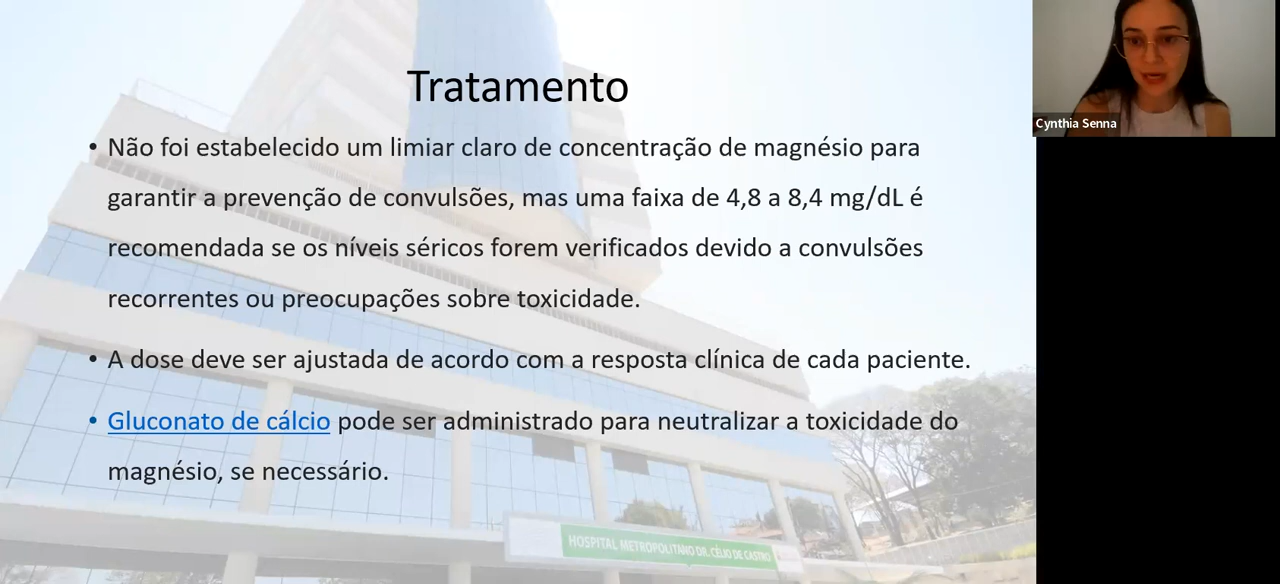 Tratamento
• Não foi estabelecido um limiar claro de concentração de magnésio para
garantir a prevenção de convulsões, mas uma faixa de 4,8 a 8,4 mg/dL é
recomendada se os níveis séricos forem verificados devido a convulsões
recorrentes ou preocupações sobre toxicidade.
• A dose deve ser ajustada de acordo com a resposta clínica de cada paciente.
• Gluconato de cálcio pode ser administrado para neutralizar a toxicidade do
magnésio, se necessário.
HOSPITAL METROPOLITANO DR. CÉLIO DE CASTRO
Cynthia Senna